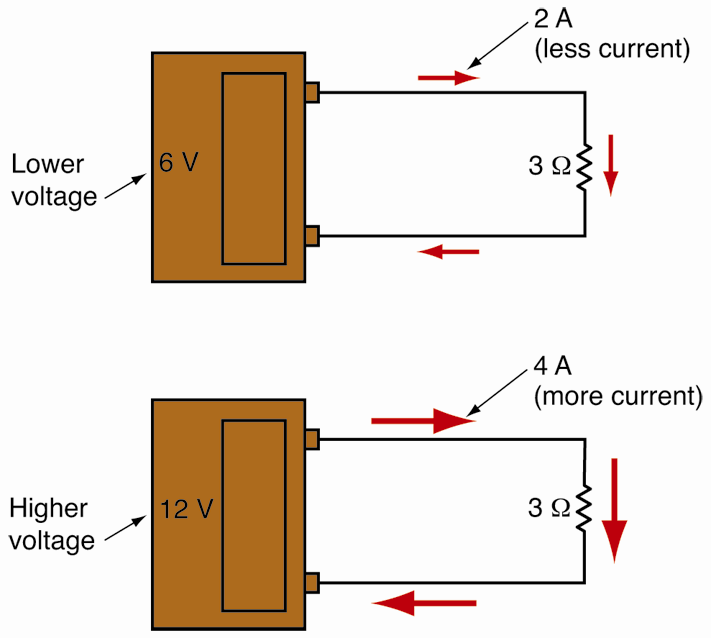 2 A
(less current)
Lower
voltage
6 V
3 Ω
4 A
(more current)
Higher
voltage
12 V
3 Ω